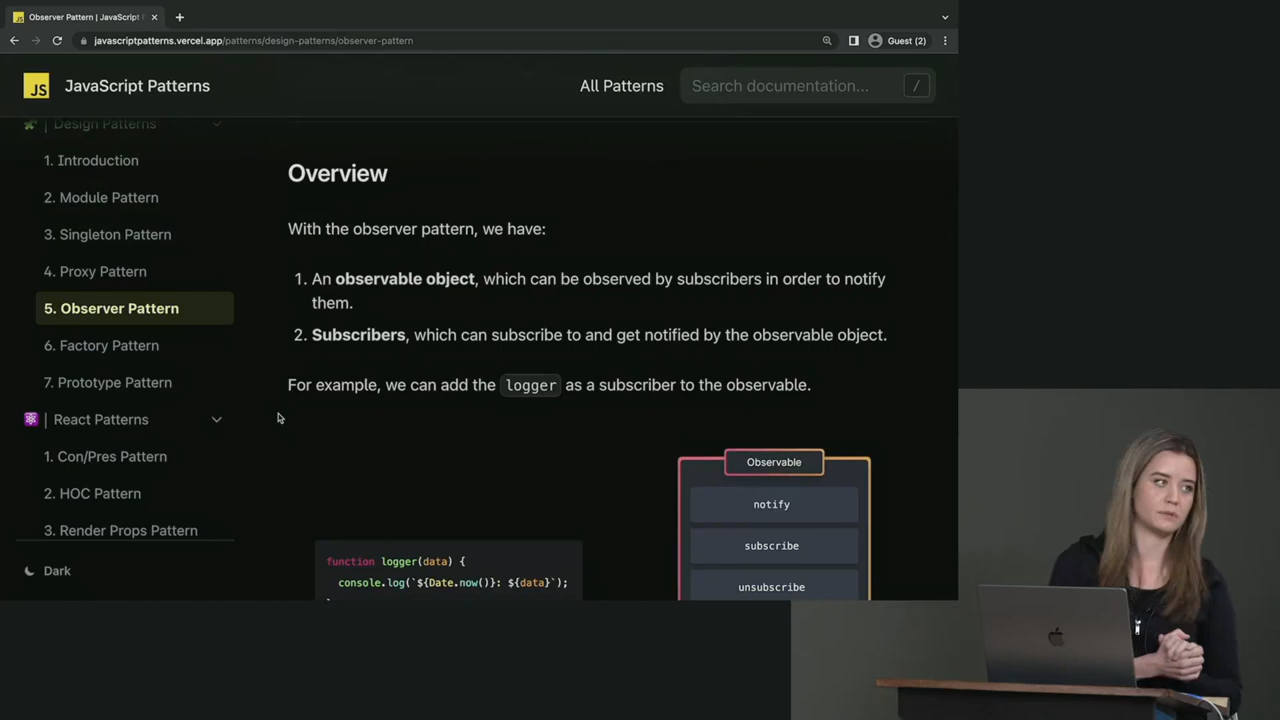 Observer Pattern | JavaScript
javascriptpatterns.vercel.app/patterns/design-patterns/observer-pattern
Guest (2)
JS
JavaScript Patterns
All Patterns
Search documentation...
/
| Design Patterns
1. Introduction
2. Module Pattern
3. Singleton Pattern
4. Proxy Pattern
5. Observer Pattern
6. Factory Pattern
7. Prototype Pattern
| React Patterns
1. Con/Pres Pattern
2. HOC Pattern
3. Render Props Pattern
Dark
Overview
With the observer pattern, we have:
1. An observable object, which can be observed by subscribers in order to notify
them.
2. Subscribers, which can subscribe to and get notified by the observable object.
For example, we can add the logger as a subscriber to the observable.
function logger(data) {
console.log(`${Date.now()}: ${data}`);
Observable
notify
subscribe
unsubscribe